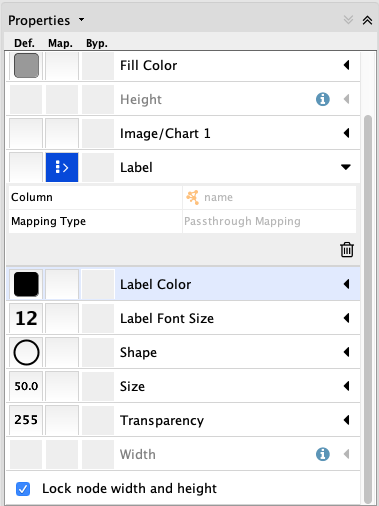 Properties
Def. Map. Byp.
Fill Color
Height
Image/Chart 1
Label
Column name
Mapping Type Passthrough Mapping
Label Color
12 Label Font Size
Shape
50.0 Size
255 Transparency
Width
Lock node width and height